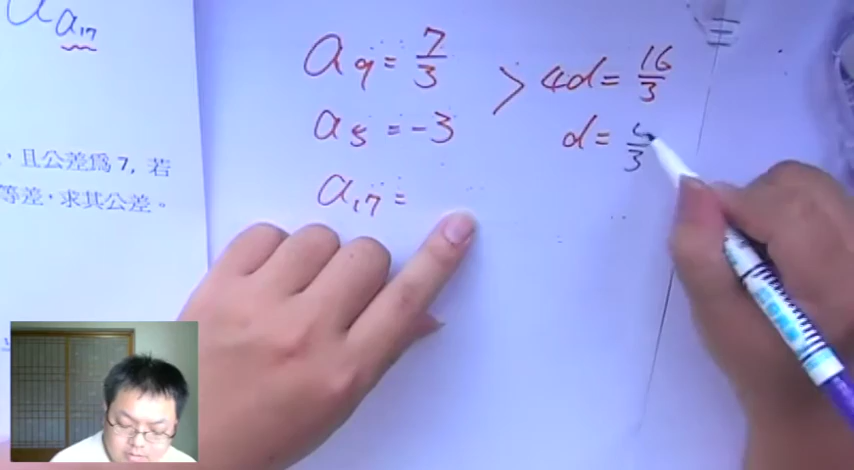 a₁₇
a₉ = 7/3
> 4d = 16/3
a₅ = -3
d = 4/3
，且公差為 7, 若
等差, 求其公差。
a₁₇ =